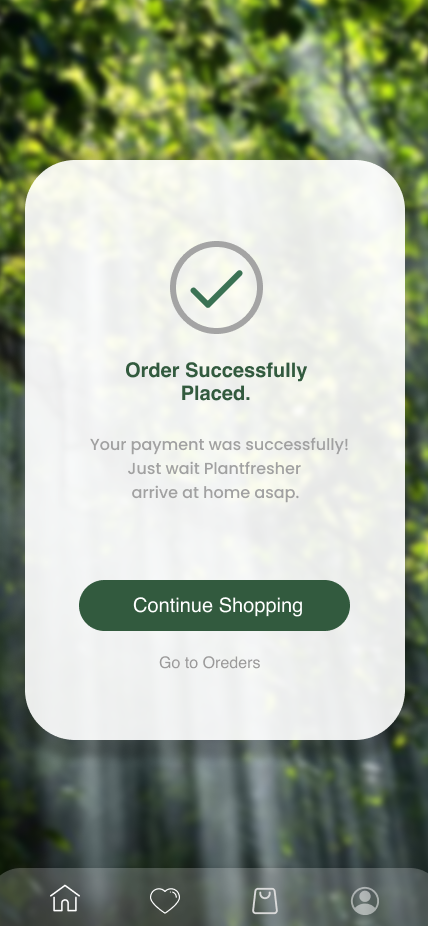 Order Successfully
Placed.
Your payment was successfully!
Just wait Plantfresher
arrive at home asap.
Continue Shopping
Go to Oreders